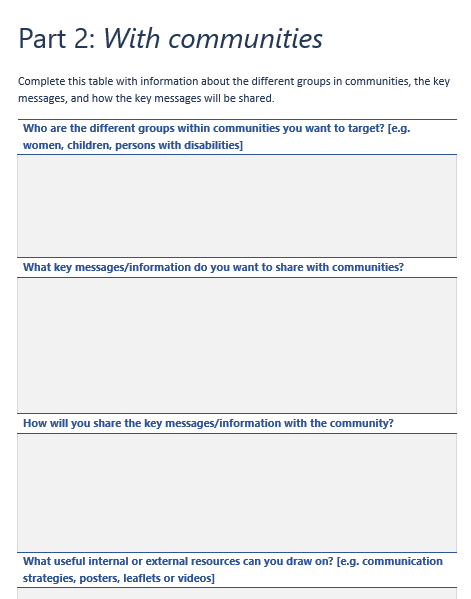 Part 2: With communities
Complete this table with information about the different groups in communities, the key
messages, and how the key messages will be shared.
Who are the different groups within communities you want to target? [e.g.
women, children, persons with disabilities]
What key messages/information do you want to share with communities?
How will you share the key messages/information with the community?
What useful internal or external resources can you draw on? [e.g. communication
strategies, posters, leaflets or videos]